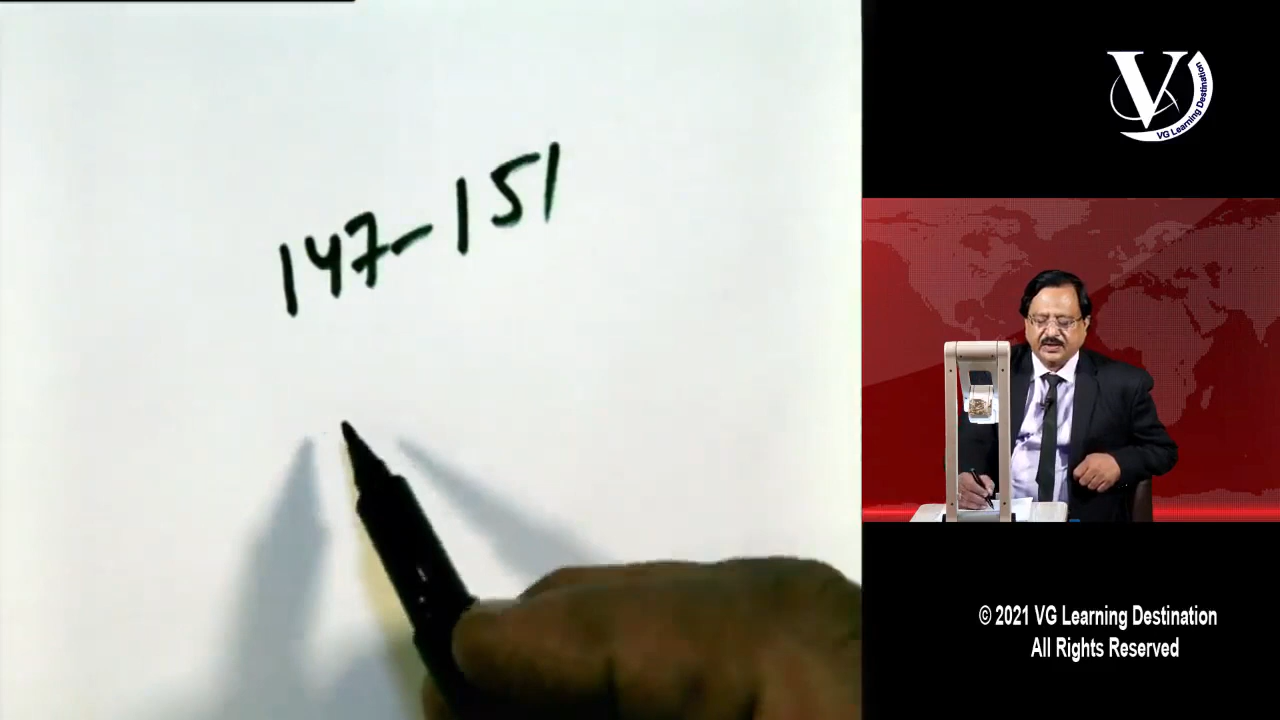 147-151
V
VG Learning Destination
© 2021 VG Learning Destination
All Rights Reserved